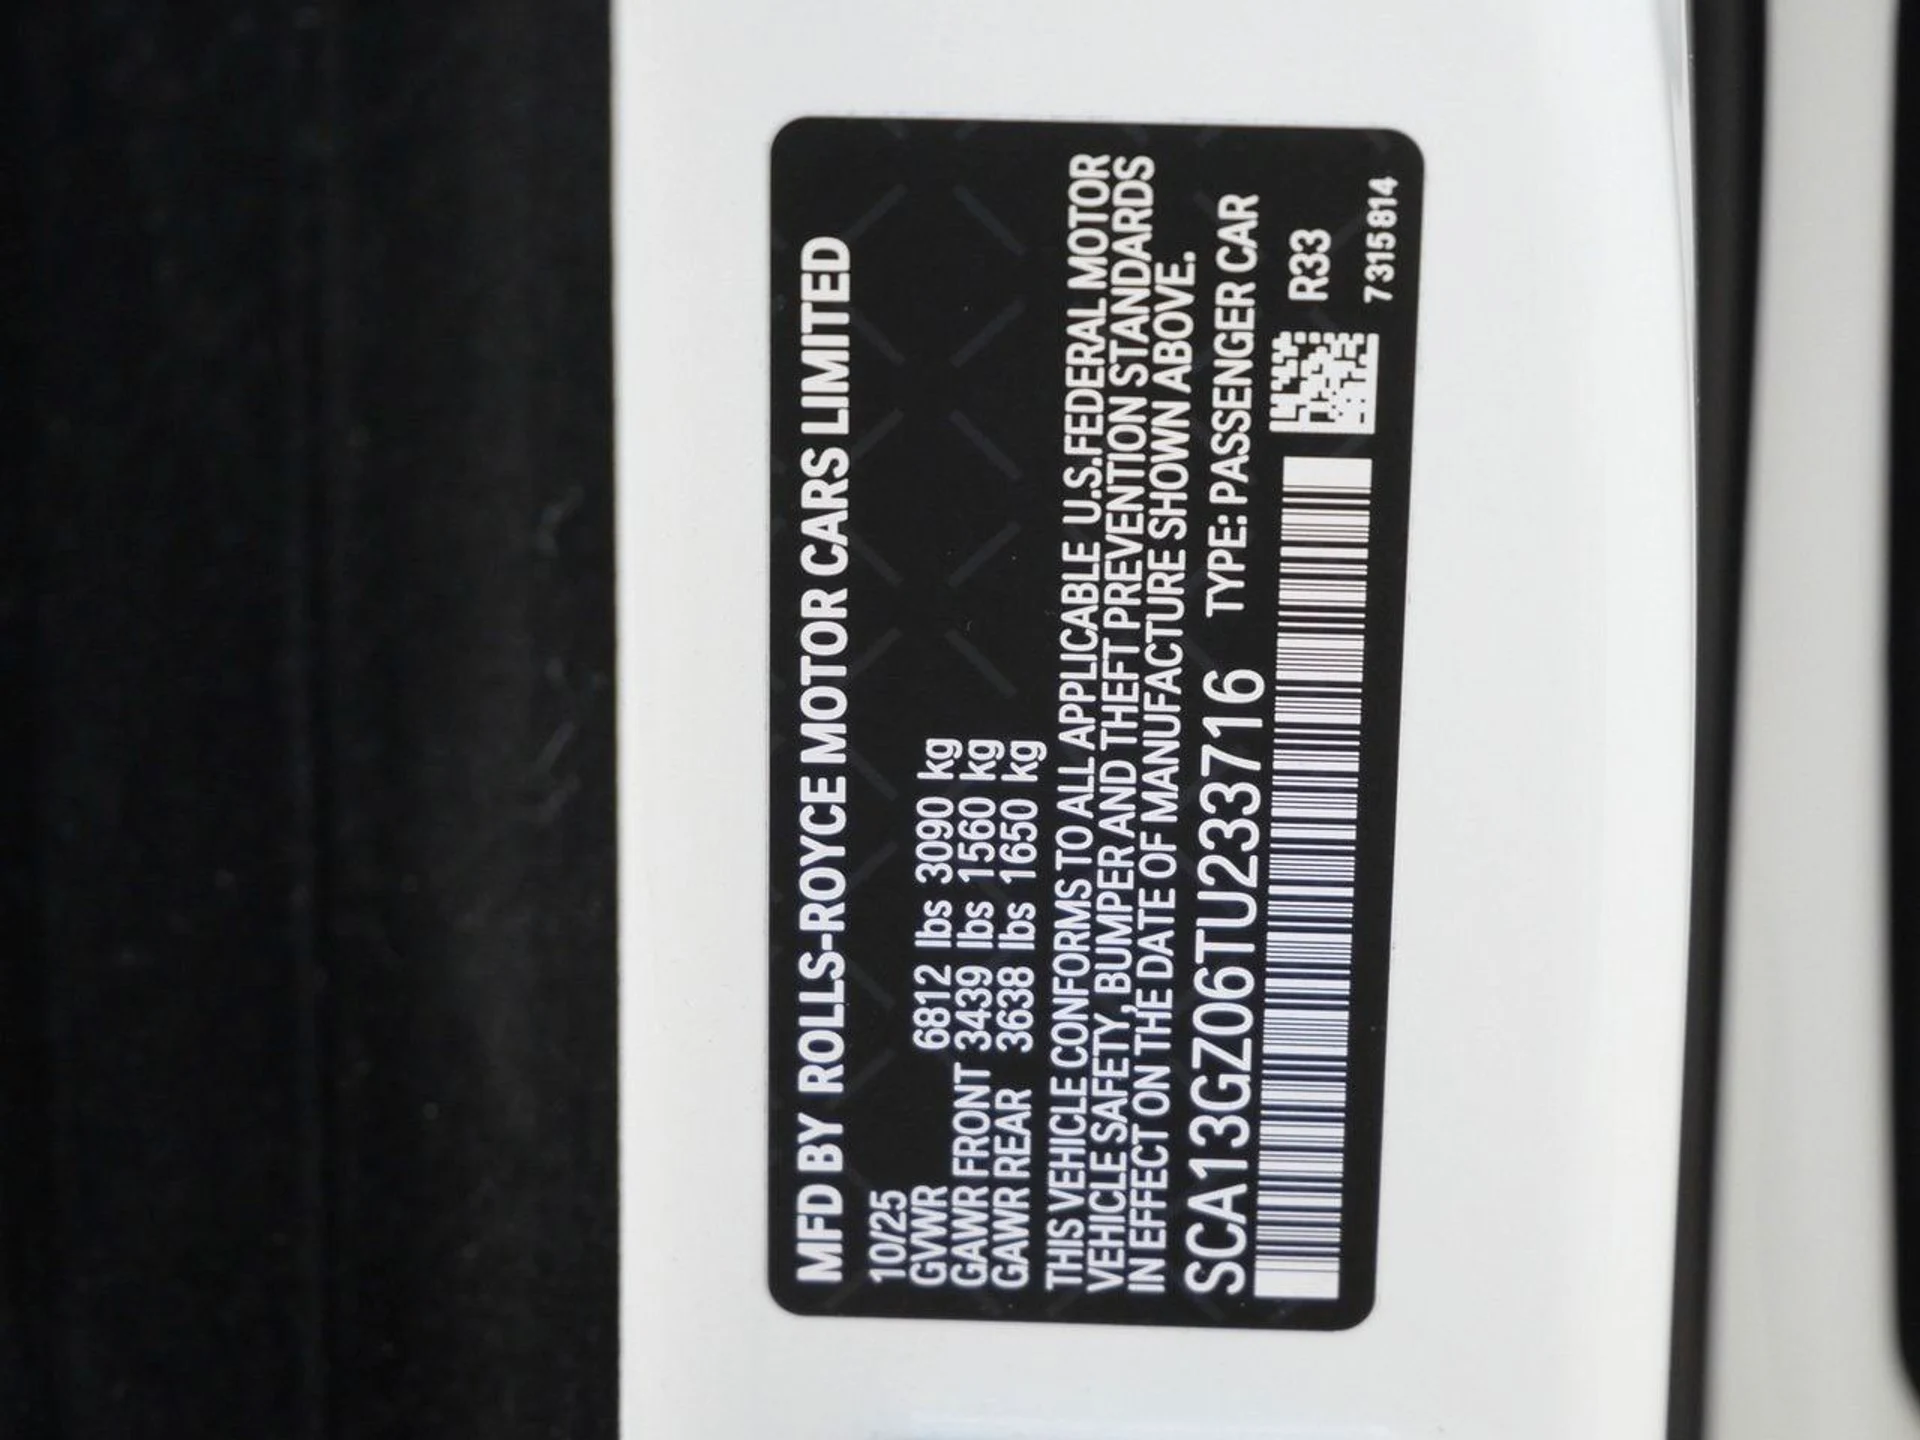 MFD BY ROLLS-ROYCE MOTOR CARS LIMITED
10/25
GVWR 6812 lbs 3090 kg
GAWR FRONT 3439 lbs 1560 kg
GAWR REAR 3638 lbs 1650 kg
THIS VEHICLE CONFORMS TO ALL APPLICABLE U.S.FEDERAL MOTOR
VEHICLE SAFETY, BUMPER AND THEFT PREVENTION STANDARDS
IN EFFECT ON THE DATE OF MANUFACTURE SHOWN ABOVE.
SCA13GZ06TU233716 TYPE: PASSENGER CAR
R33
7315814